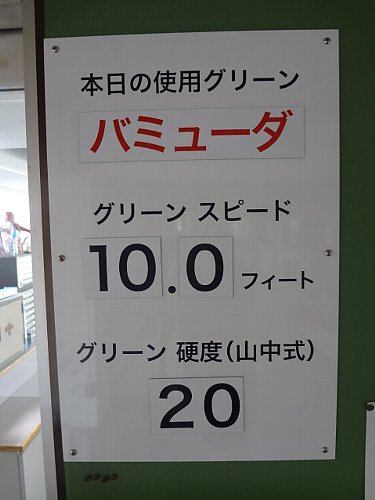 本日の使用グリーン
バミューダ
グリーン スピード
10.0 フィート
グリーン 硬度(山中式)
20